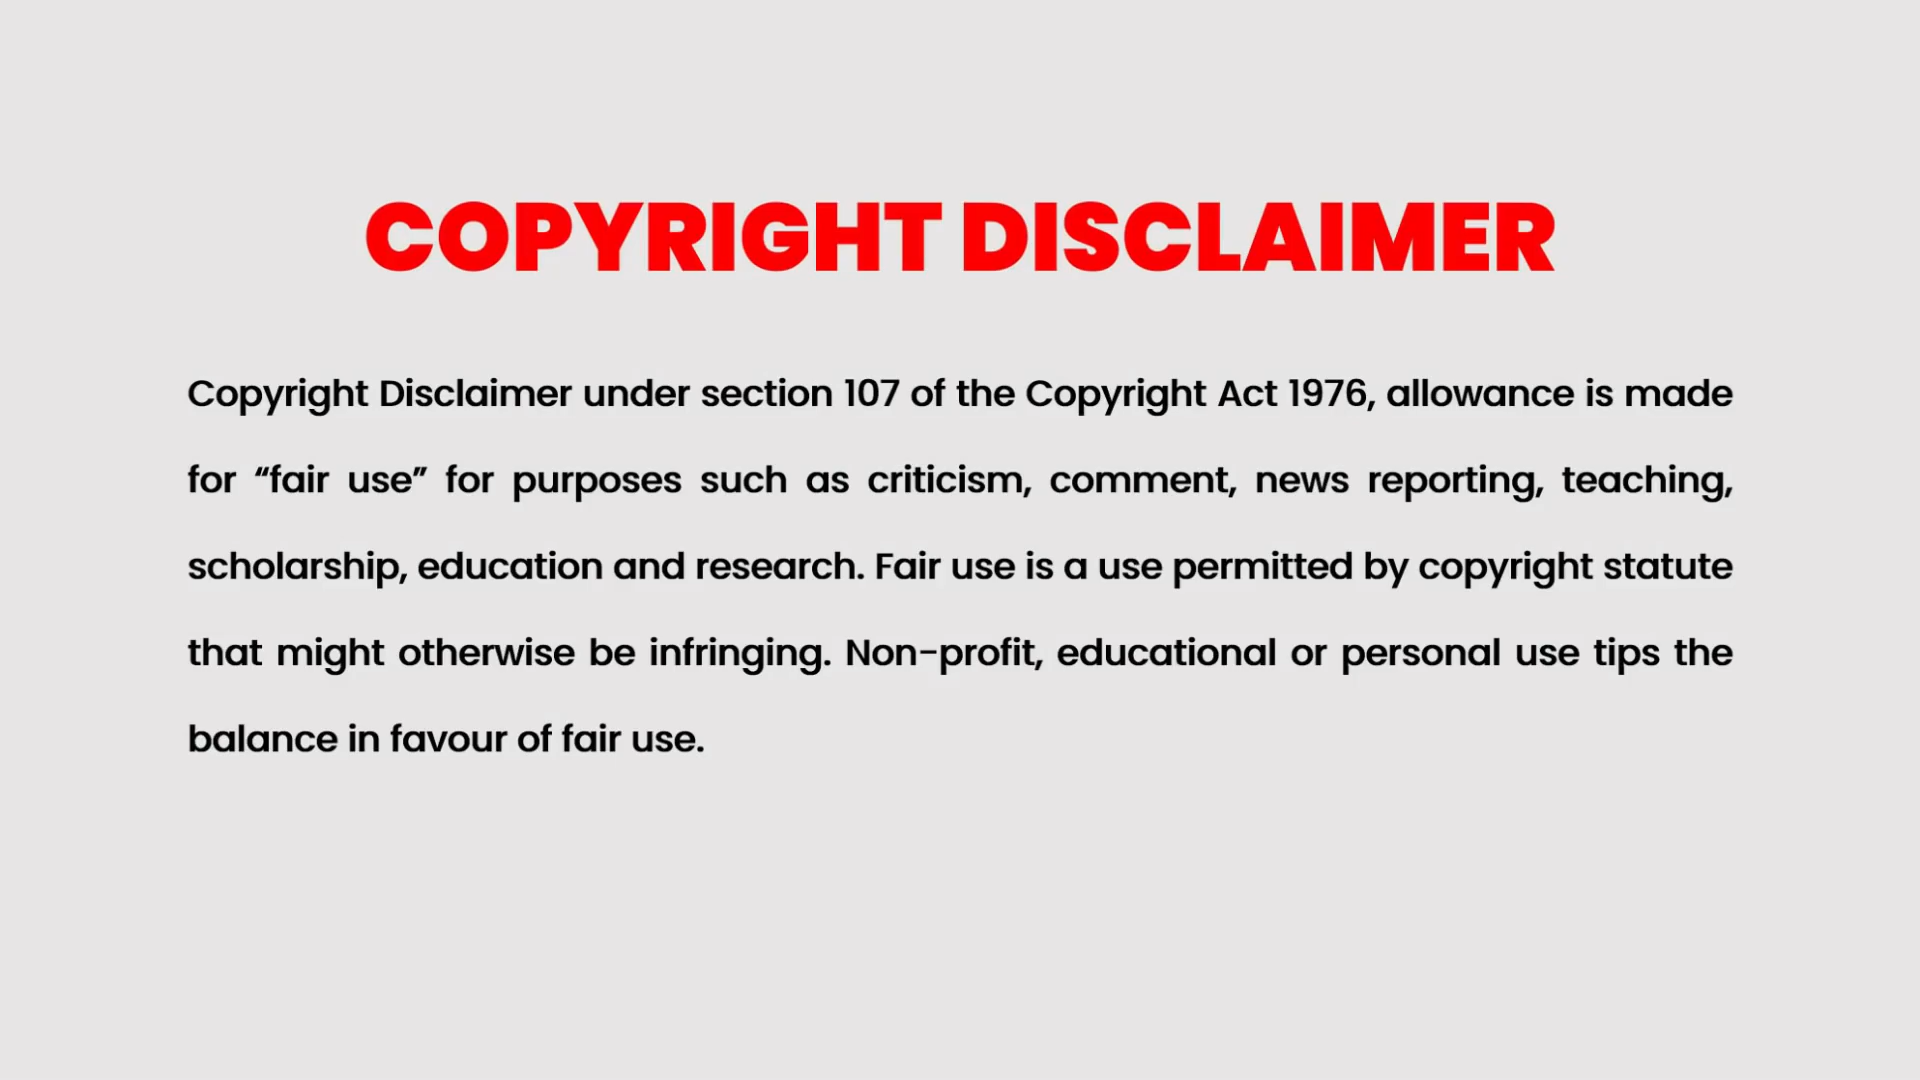 COPYRIGHT DISCLAIMER
Copyright Disclaimer under section 107 of the Copyright Act 1976, allowance is made
for “fair use” for purposes such as criticism, comment, news reporting, teaching,
scholarship, education and research. Fair use is a use permitted by copyright statute
that might otherwise be infringing. Non-profit, educational or personal use tips the
balance in favour of fair use.